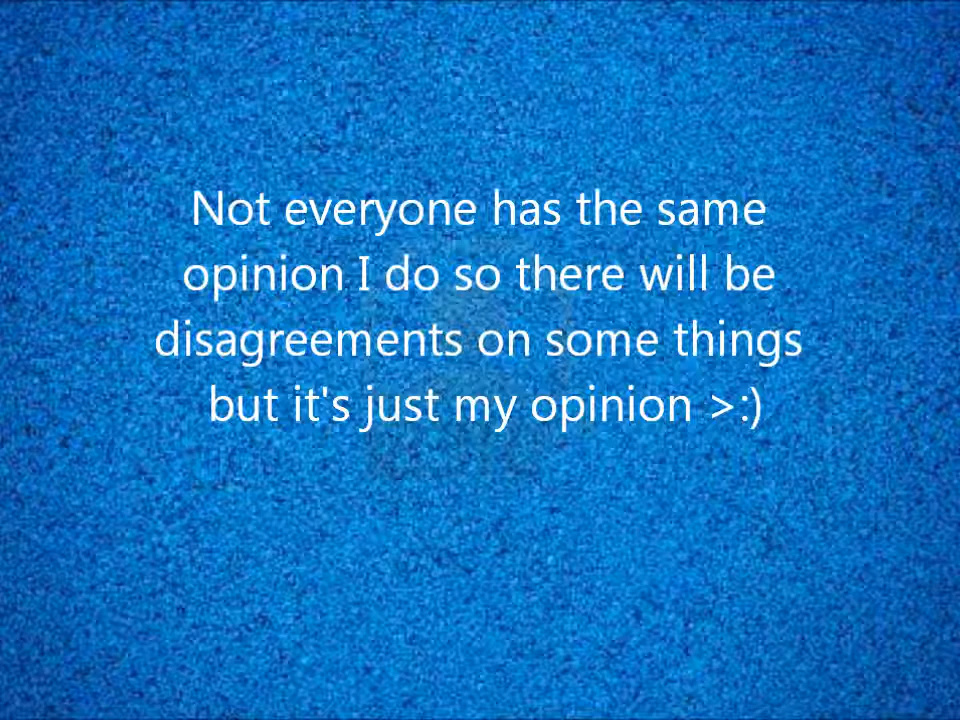 Not everyone has the same
opinion I do so there will be
disagreements on some things
but it's just my opinion >:)